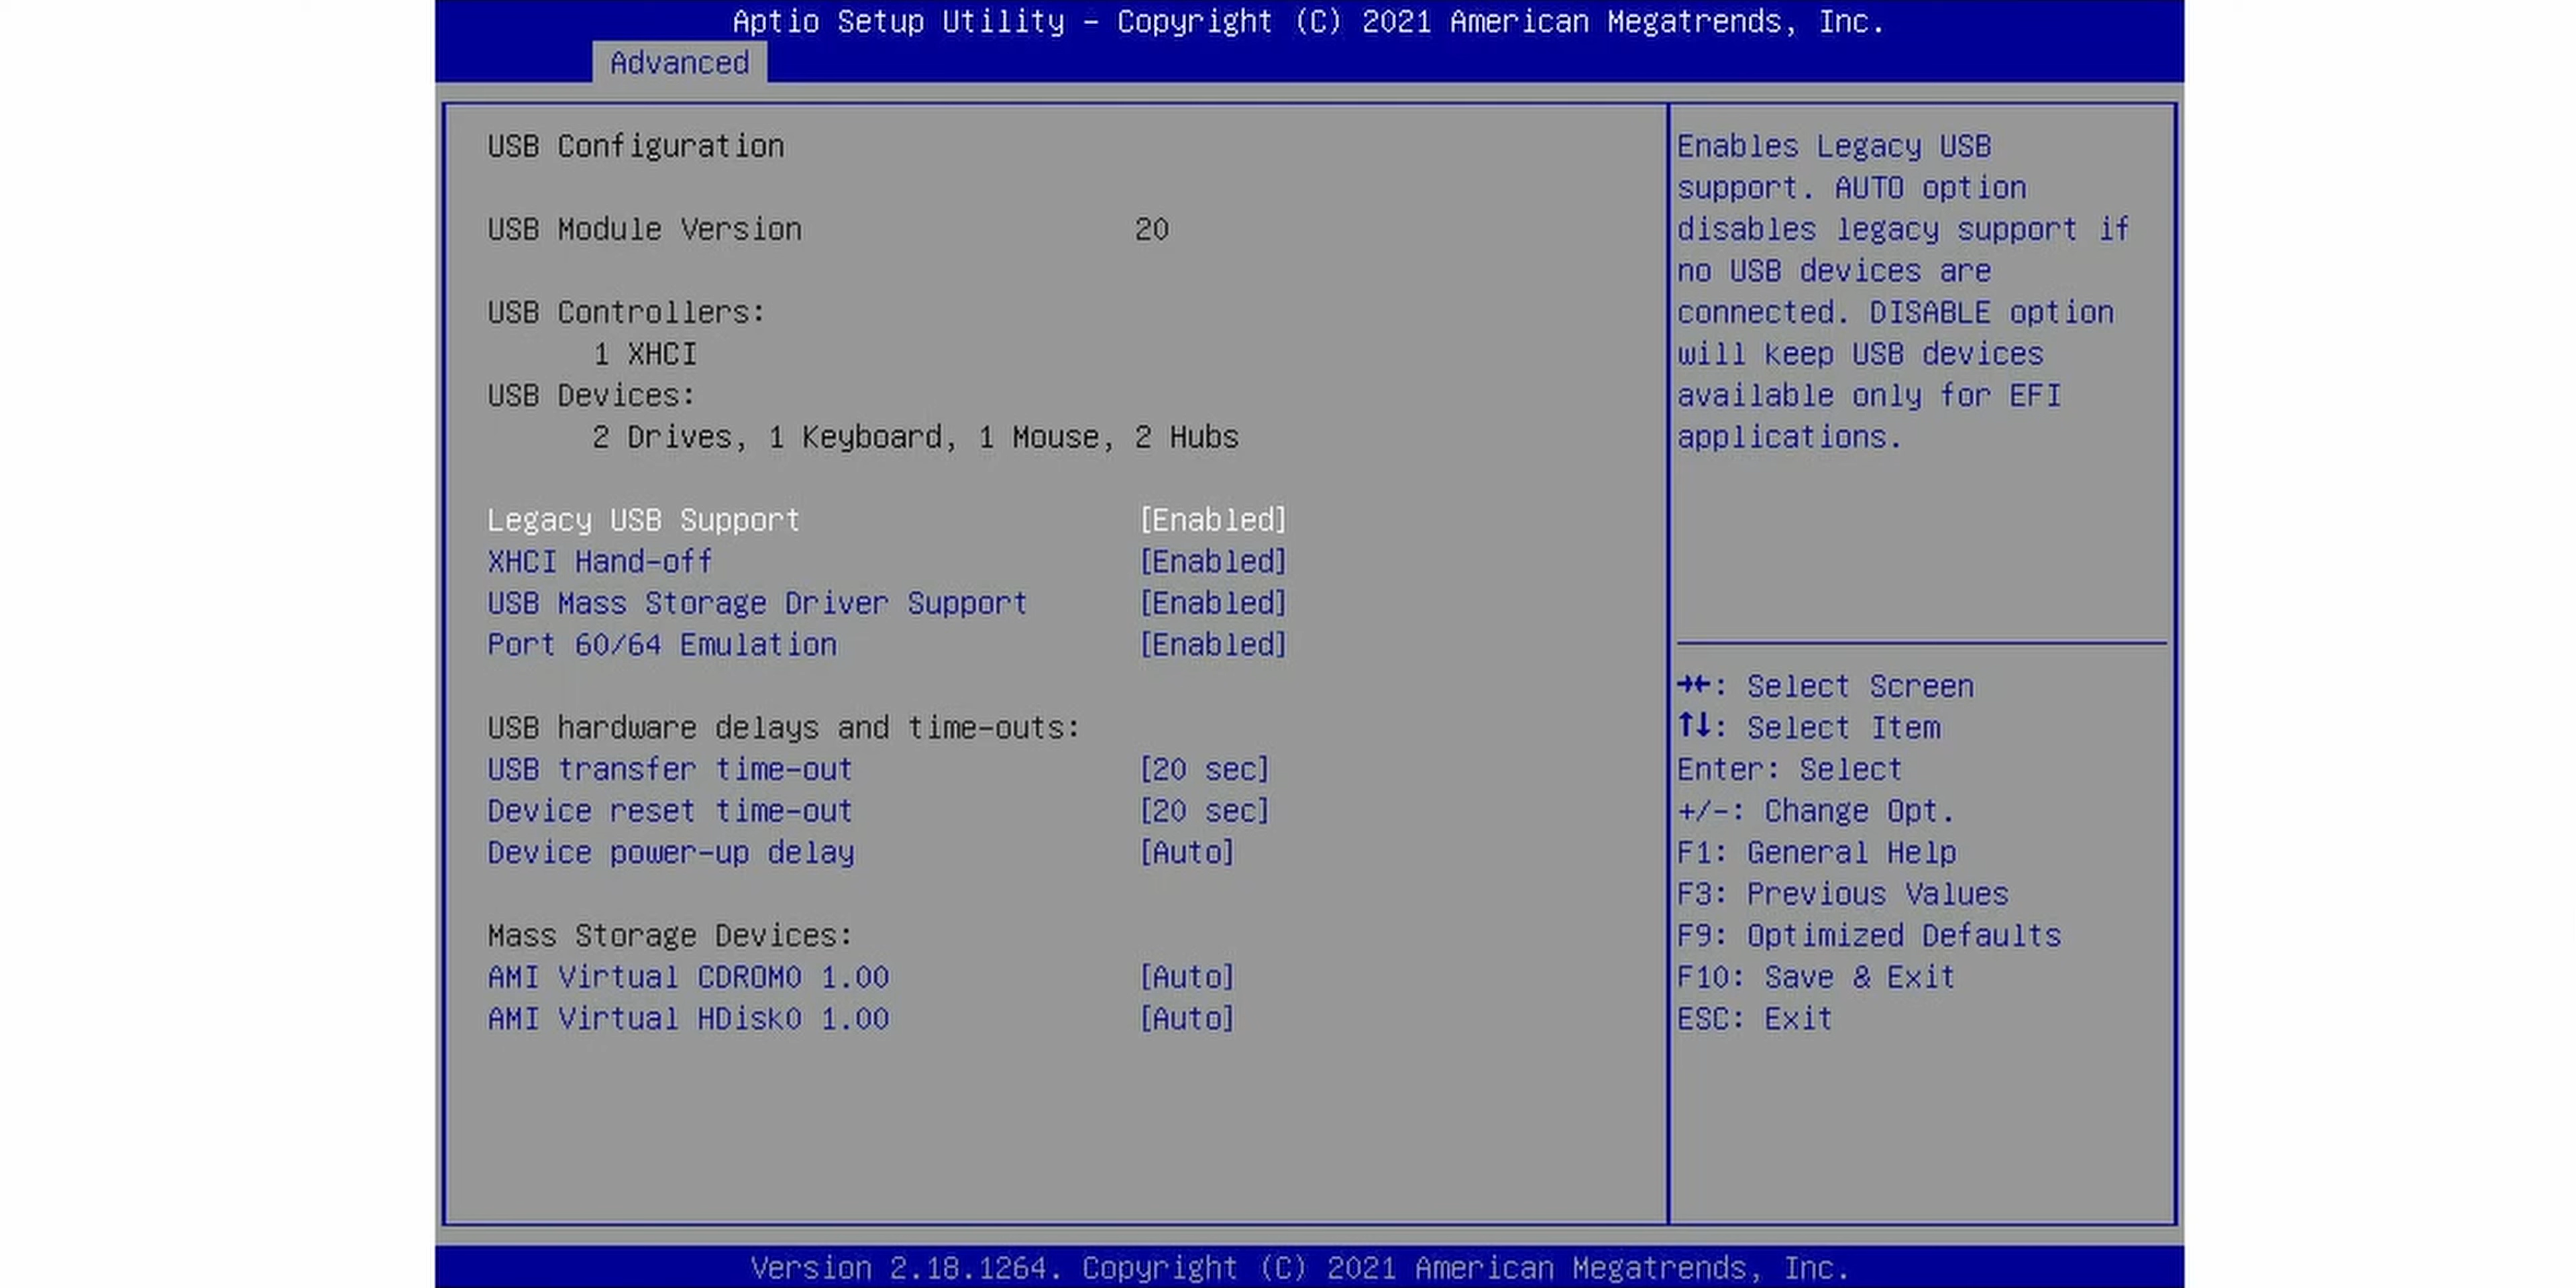 Aptio Setup Utility – Copyright (C) 2021 American Megatrends, Inc.
Advanced
USB Configuration
USB Module Version 20
USB Controllers:
1 XHCI
USB Devices:
2 Drives, 1 Keyboard, 1 Mouse, 2 Hubs
Legacy USB Support [Enabled]
XHCI Hand-off [Enabled]
USB Mass Storage Driver Support [Enabled]
Port 60/64 Emulation [Enabled]
USB hardware delays and time-outs:
USB transfer time-out [20 sec]
Device reset time-out [20 sec]
Device power-up delay [Auto]
Mass Storage Devices:
AMI Virtual CDROM0 1.00 [Auto]
AMI Virtual HDisk0 1.00 [Auto]
Enables Legacy USB
support. AUTO option
disables legacy support if
no USB devices are
connected. DISABLE option
will keep USB devices
available only for EFI
applications.
→←: Select Screen
↑↓: Select Item
Enter: Select
+/-: Change Opt.
F1: General Help
F3: Previous Values
F9: Optimized Defaults
F10: Save & Exit
ESC: Exit
Version 2.18.1264. Copyright (C) 2021 American Megatrends, Inc.